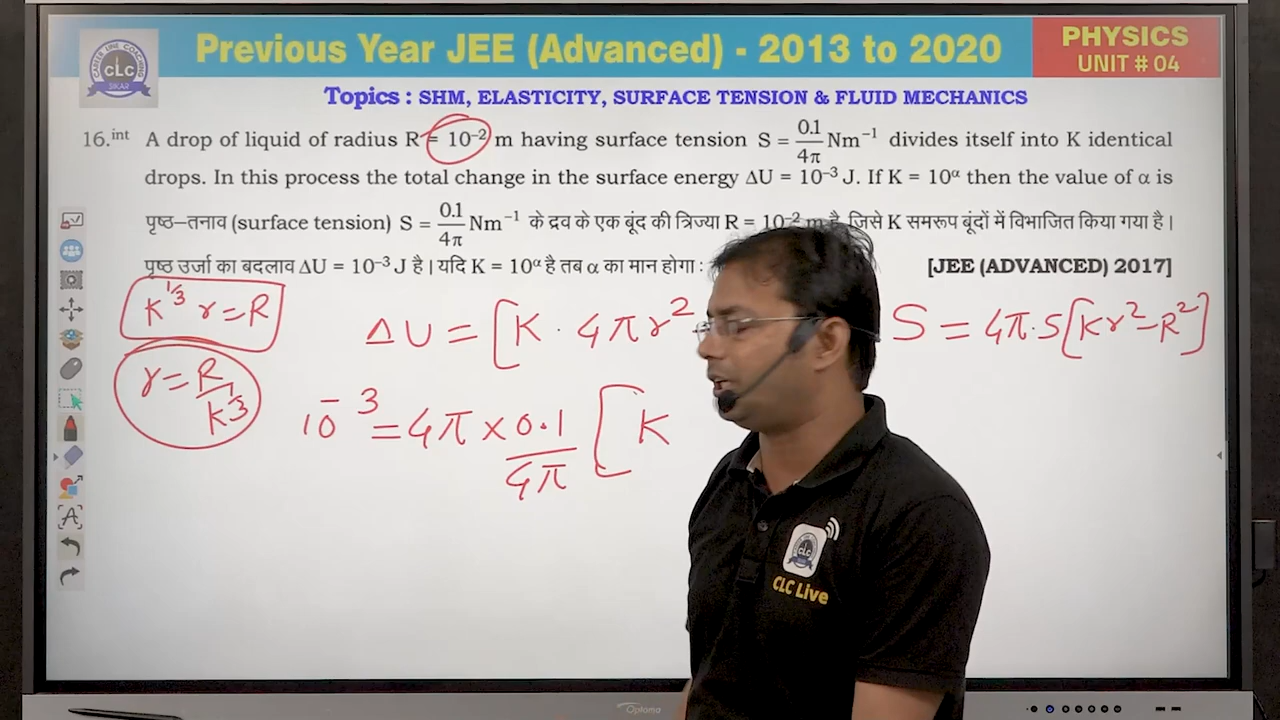 Previous Year JEE (Advanced) - 2013 to 2020
PHYSICS
UNIT # 04
CLC
SIKAR
Topics : SHM, ELASTICITY, SURFACE TENSION & FLUID MECHANICS
16.int A drop of liquid of radius R = 10⁻² m having surface tension S = 0.1/4π Nm⁻¹ divides itself into K identical
drops. In this process the total change in the surface energy ΔU = 10⁻³ J. If K = 10^α then the value of α is
पृष्ठ–तनाव (surface tension) S = 0.1/4π Nm⁻¹ के द्रव के एक बूंद की त्रिज्या R = 10⁻² m है, जिसे K समरूप बूंदों में विभाजित किया गया है।
पृष्ठ उर्जा का बदलाव ΔU = 10⁻³ J है। यदि K = 10^α है तब α का मान होगा :
[JEE (ADVANCED) 2017]
K^1/3 r = R
ΔU = [K · 4πr² S = 4π·S[Kr² – R²]
r = R/K^1/3
10⁻³ = 4π × 0.1/4π [K
CLC
CLC Live
Optoma